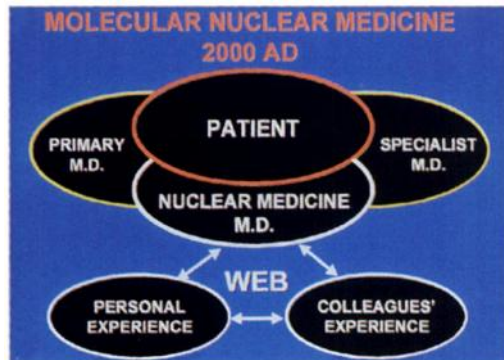 MOLECULAR NUCLEAR MEDICINE
2000 AD
PATIENT
PRIMARY
M.D.
SPECIALIST
M.D.
NUCLEAR MEDICINE
M.D.
WEB
PERSONAL
EXPERIENCE
COLLEAGUES'
EXPERIENCE